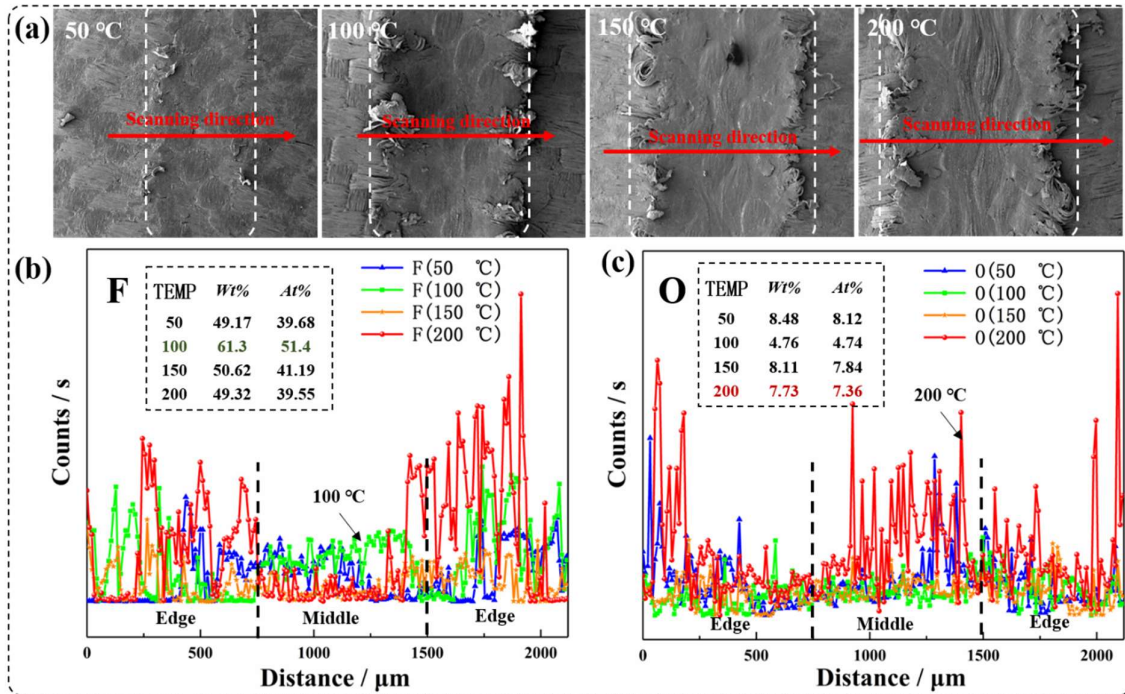 (a)
50 ℃
100 ℃
150 ℃
200 ℃
Scanning direction
Scanning direction
Scanning direction
Scanning direction
(b)
F
TEMP Wt% At%
50 49.17 39.68
100 61.3 51.4
150 50.62 41.19
200 49.32 39.55
F(50 ℃)
F(100 ℃)
F(150 ℃)
F(200 ℃)
Counts / s
100 ℃
Edge
Middle
Edge
0 500 1000 1500 2000
Distance / μm
(c)
O
TEMP Wt% At%
50 8.48 8.12
100 4.76 4.74
150 8.11 7.84
200 7.73 7.36
O(50 ℃)
O(100 ℃)
O(150 ℃)
O(200 ℃)
Counts / s
200 ℃
Edge
Middle
Edge
0 500 1000 1500 2000
Distance / μm